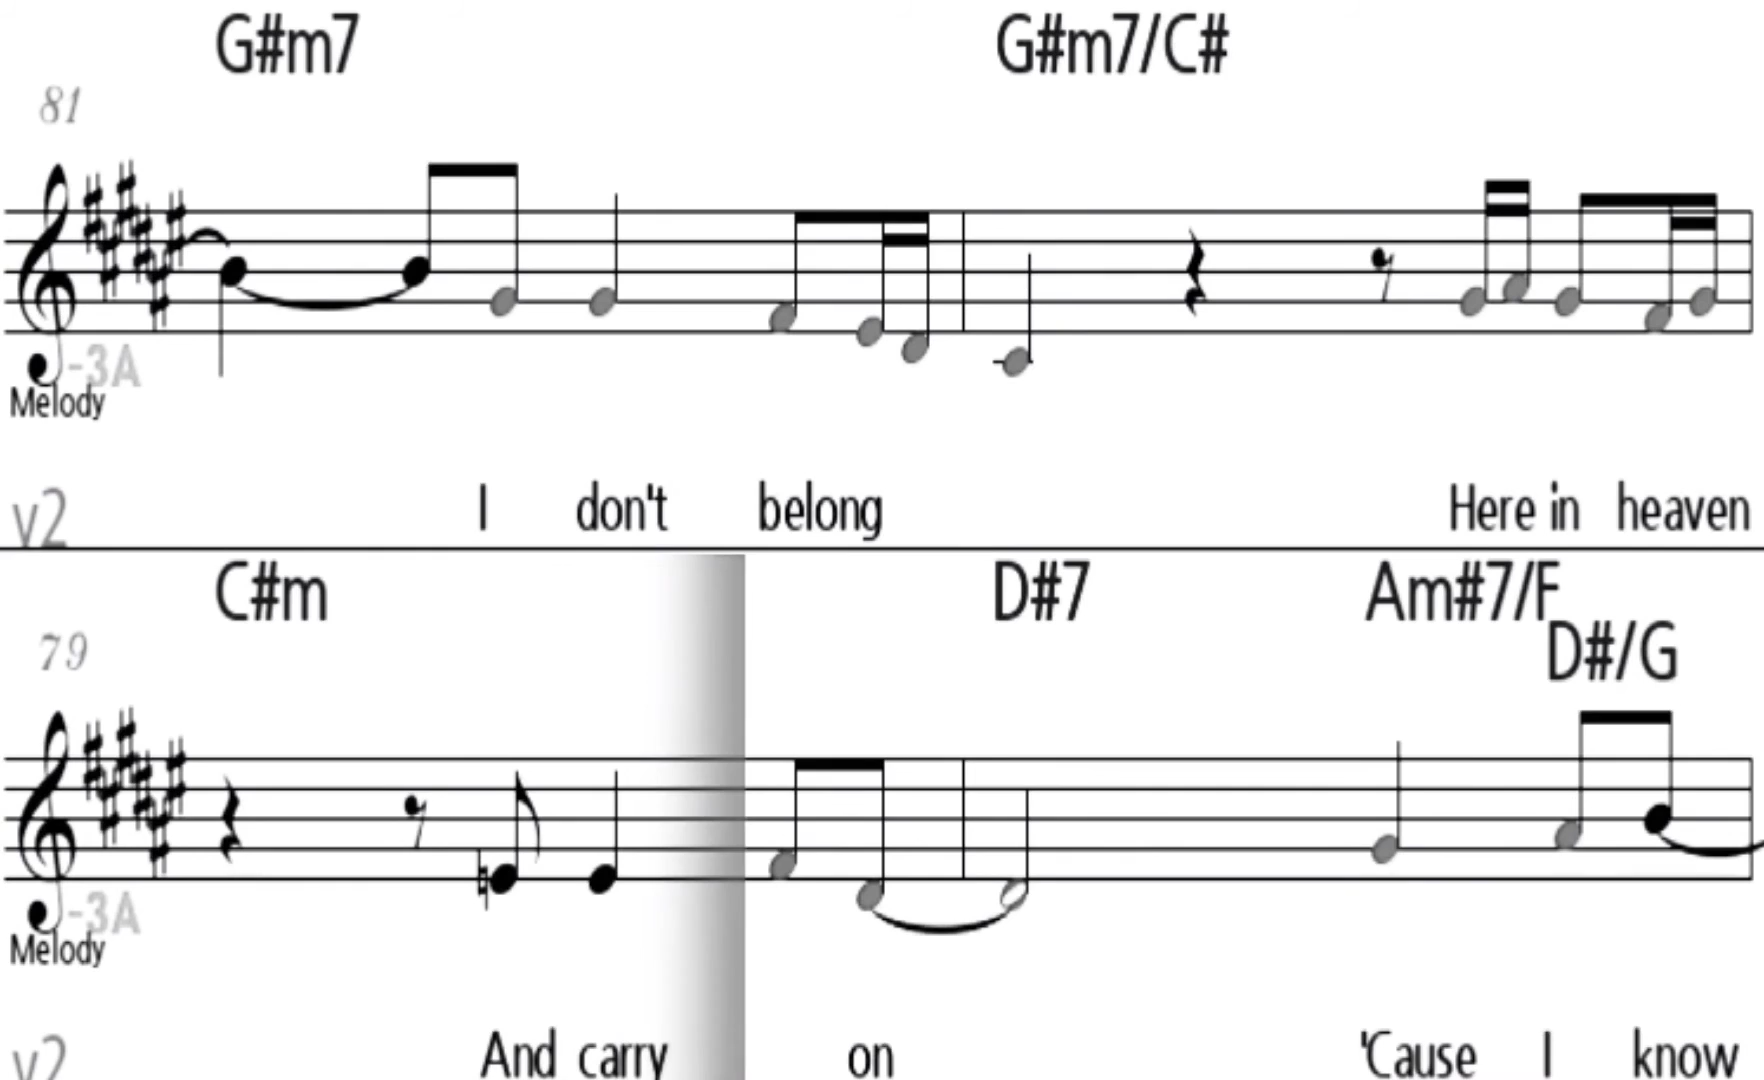 G#m7 G#m7/C#
81
-3A
Melody
v2 I don't belong Here in heaven
C#m D#7 Am#7/F
D#/G
79
-3A
Melody
v2 And carry on 'Cause I know